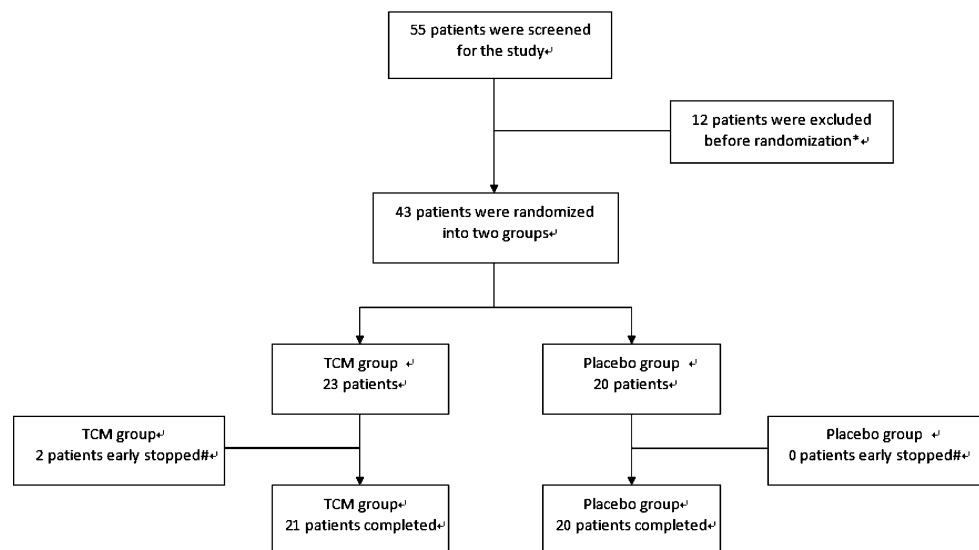 55 patients were screened
for the study↵
12 patients were excluded
before randomization*↵
43 patients were randomized
into two groups↵
TCM group ↵
23 patients↵
Placebo group ↵
20 patients↵
TCM group↵
2 patients early stopped#↵
Placebo group ↵
0 patients early stopped#↵
TCM group↵
21 patients completed↵
Placebo group↵
20 patients completed↵